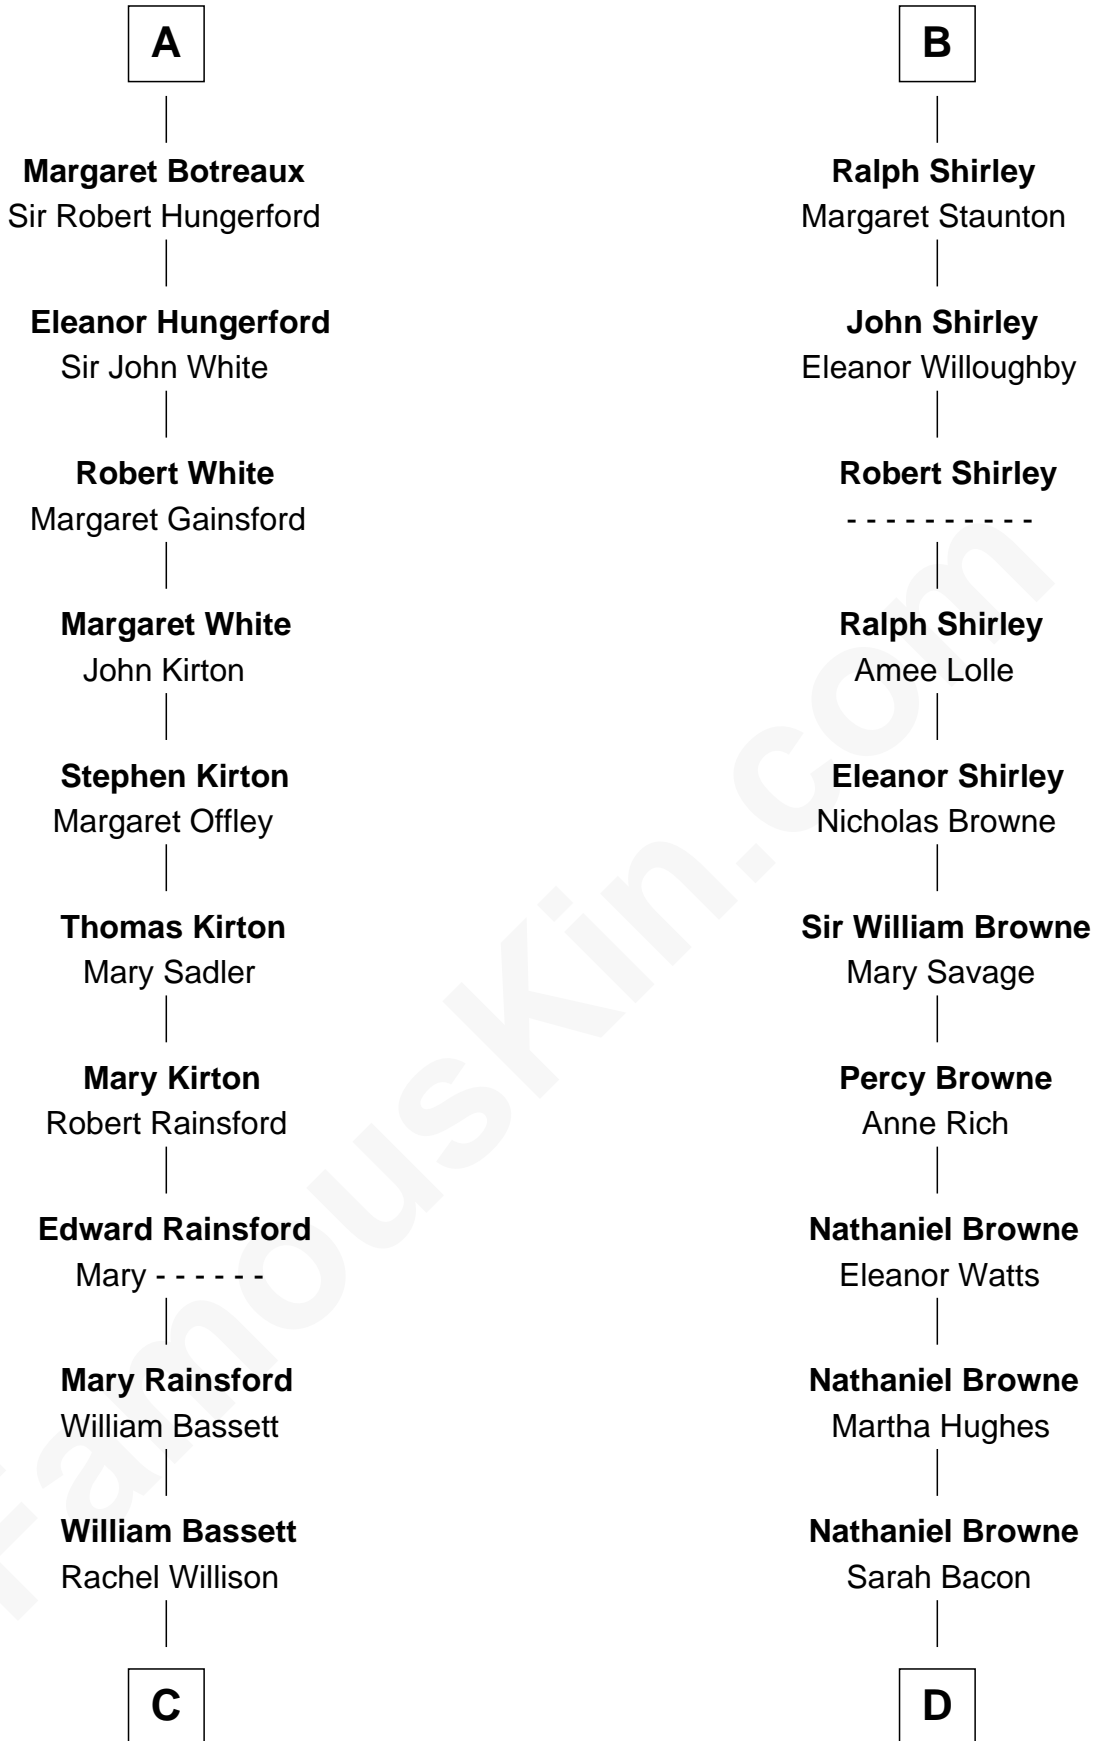 A
Margaret Botreaux
Sir Robert Hungerford
Eleanor Hungerford
Sir John White
Robert White
Margaret Gainsford
Margaret White
John Kirton
Stephen Kirton
Margaret Offley
Thomas Kirton
Mary Sadler
Mary Kirton
Robert Rainsford
Edward Rainsford
Mary - - - - - -
Mary Rainsford
William Bassett
William Bassett
Rachel Willison
C
B
Ralph Shirley
Margaret Staunton
John Shirley
Eleanor Willoughby
Robert Shirley
- - - - - - - - - -
Ralph Shirley
Amee Lolle
Eleanor Shirley
Nicholas Browne
Sir William Browne
Mary Savage
Percy Browne
Anne Rich
Nathaniel Browne
Eleanor Watts
Nathaniel Browne
Martha Hughes
Nathaniel Browne
Sarah Bacon
D
FamousKin.com